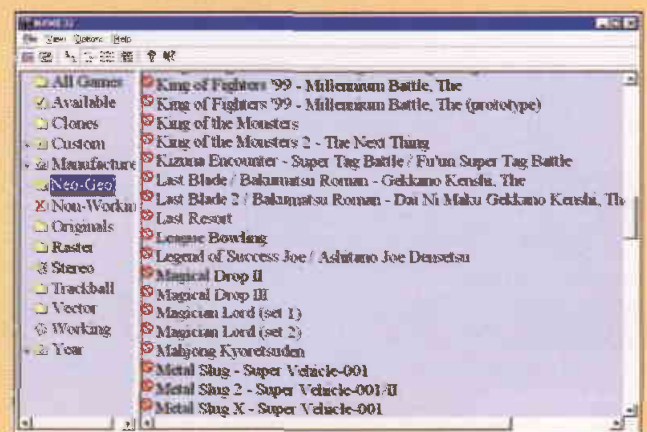 MAME32
File View Options Help
All Games
Available
Clones
Custom
Manufacture
Neo-Geo
Non-Workin
Originals
Raster
Stereo
Trackball
Vector
Working
Year
King of Fighters '99 - Millennium Battle, The
King of Fighters '99 - Millennium Battle, The (prototype)
King of the Monsters
King of the Monsters 2 - The Next Thing
Kizuna Encounter - Super Tag Battle / Fu'un Super Tag Battle
Last Blade / Bakumatsu Roman - Gekkano Kenshi, The
Last Blade 2 / Bakumatsu Roman - Dai Ni Maku Gekkano Kenshi, Th
Last Resort
League Bowling
Legend of Success Joe / Ashitano Joe Densetsu
Magical Drop II
Magical Drop III
Magician Lord (set 1)
Magician Lord (set 2)
Mahjong Kyoretsuden
Metal Slug - Super Vehicle-001
Metal Slug 2 - Super Vehicle-001/II
Metal Slug X - Super Vehicle-001